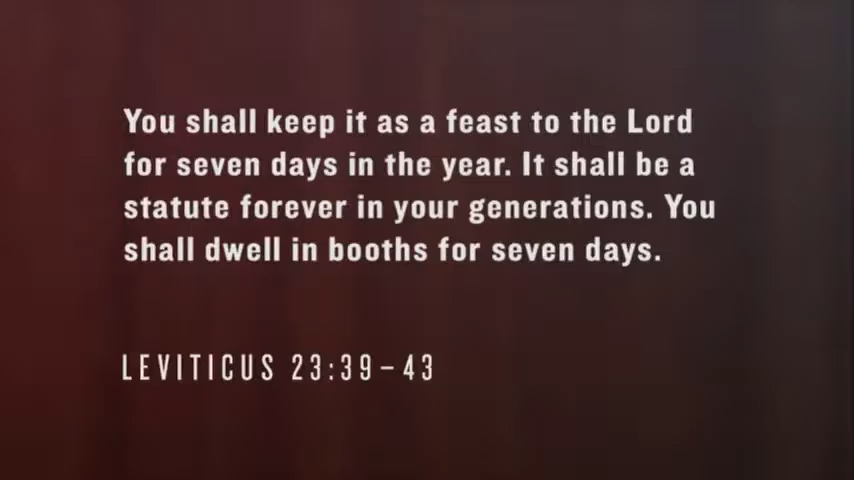 You shall keep it as a feast to the Lord
for seven days in the year. It shall be a
statute forever in your generations. You
shall dwell in booths for seven days.
LEVITICUS 23:39–43